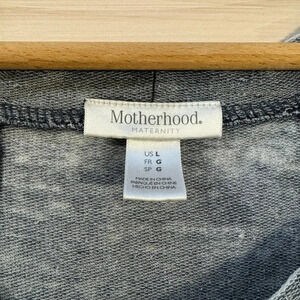 Motherhood®
MATERNITY
US L
FR G
SP G
MADE IN CHINA
FABRIQUÉ EN CHINE
HECHO EN CHINA